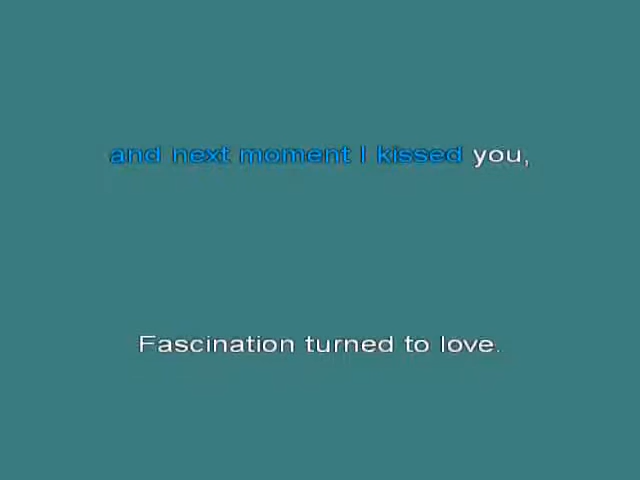 and next moment I kissed you,
Fascination turned to love.